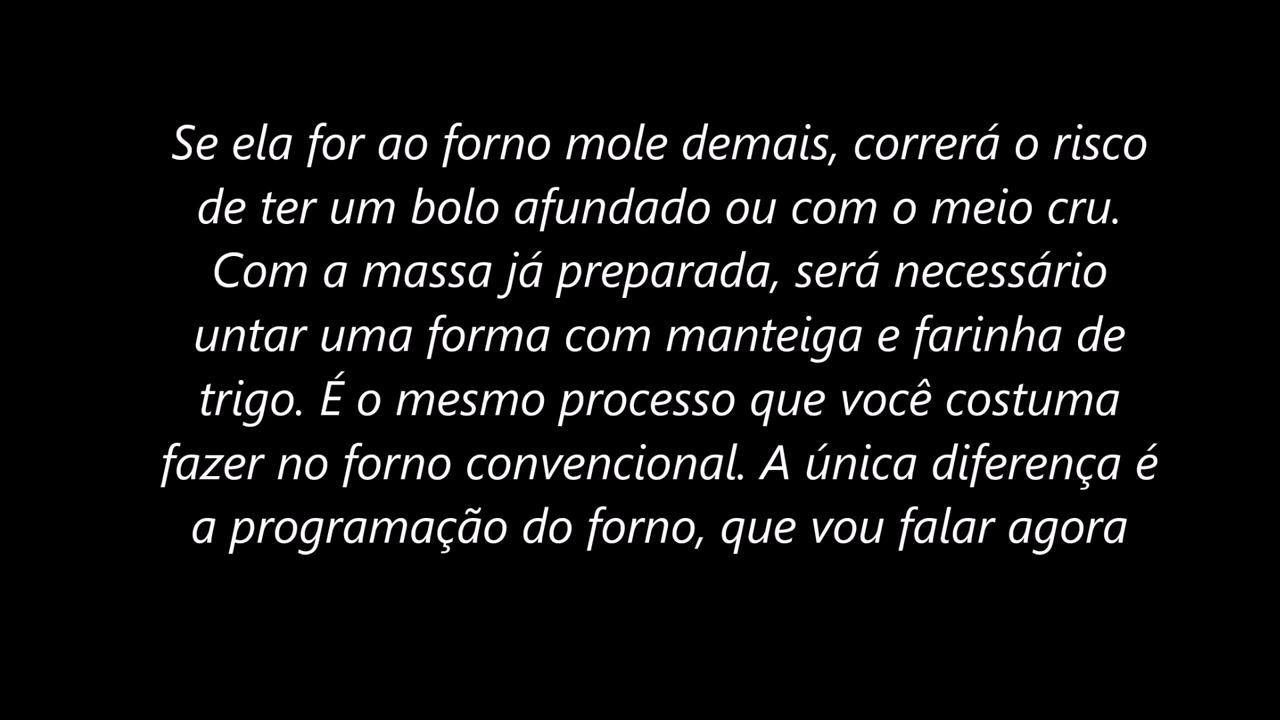 Se ela for ao forno mole demais, correrá o risco
de ter um bolo afundado ou com o meio cru.
Com a massa já preparada, será necessário
untar uma forma com manteiga e farinha de
trigo. É o mesmo processo que você costuma
fazer no forno convencional. A única diferença é
a programação do forno, que vou falar agora